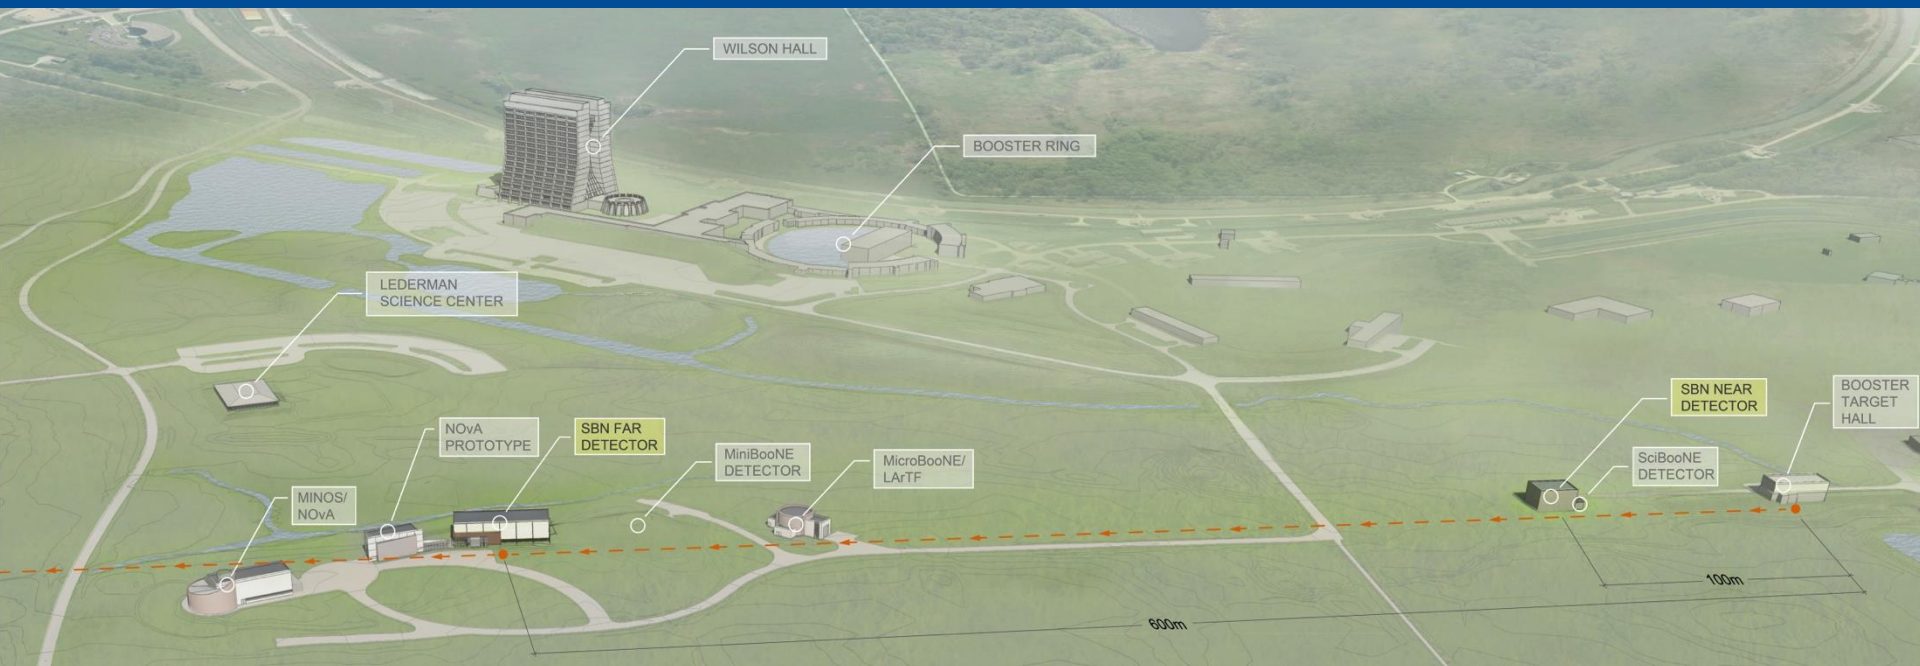 WILSON HALL
BOOSTER RING
LEDERMAN
SCIENCE CENTER
SBN NEAR
DETECTOR
BOOSTER
TARGET
HALL
NOvA
PROTOTYPE
SBN FAR
DETECTOR
MiniBooNE
DETECTOR
MicroBooNE/
LArTF
SciBooNE
DETECTOR
MINOS/
NOvA
100m
600m